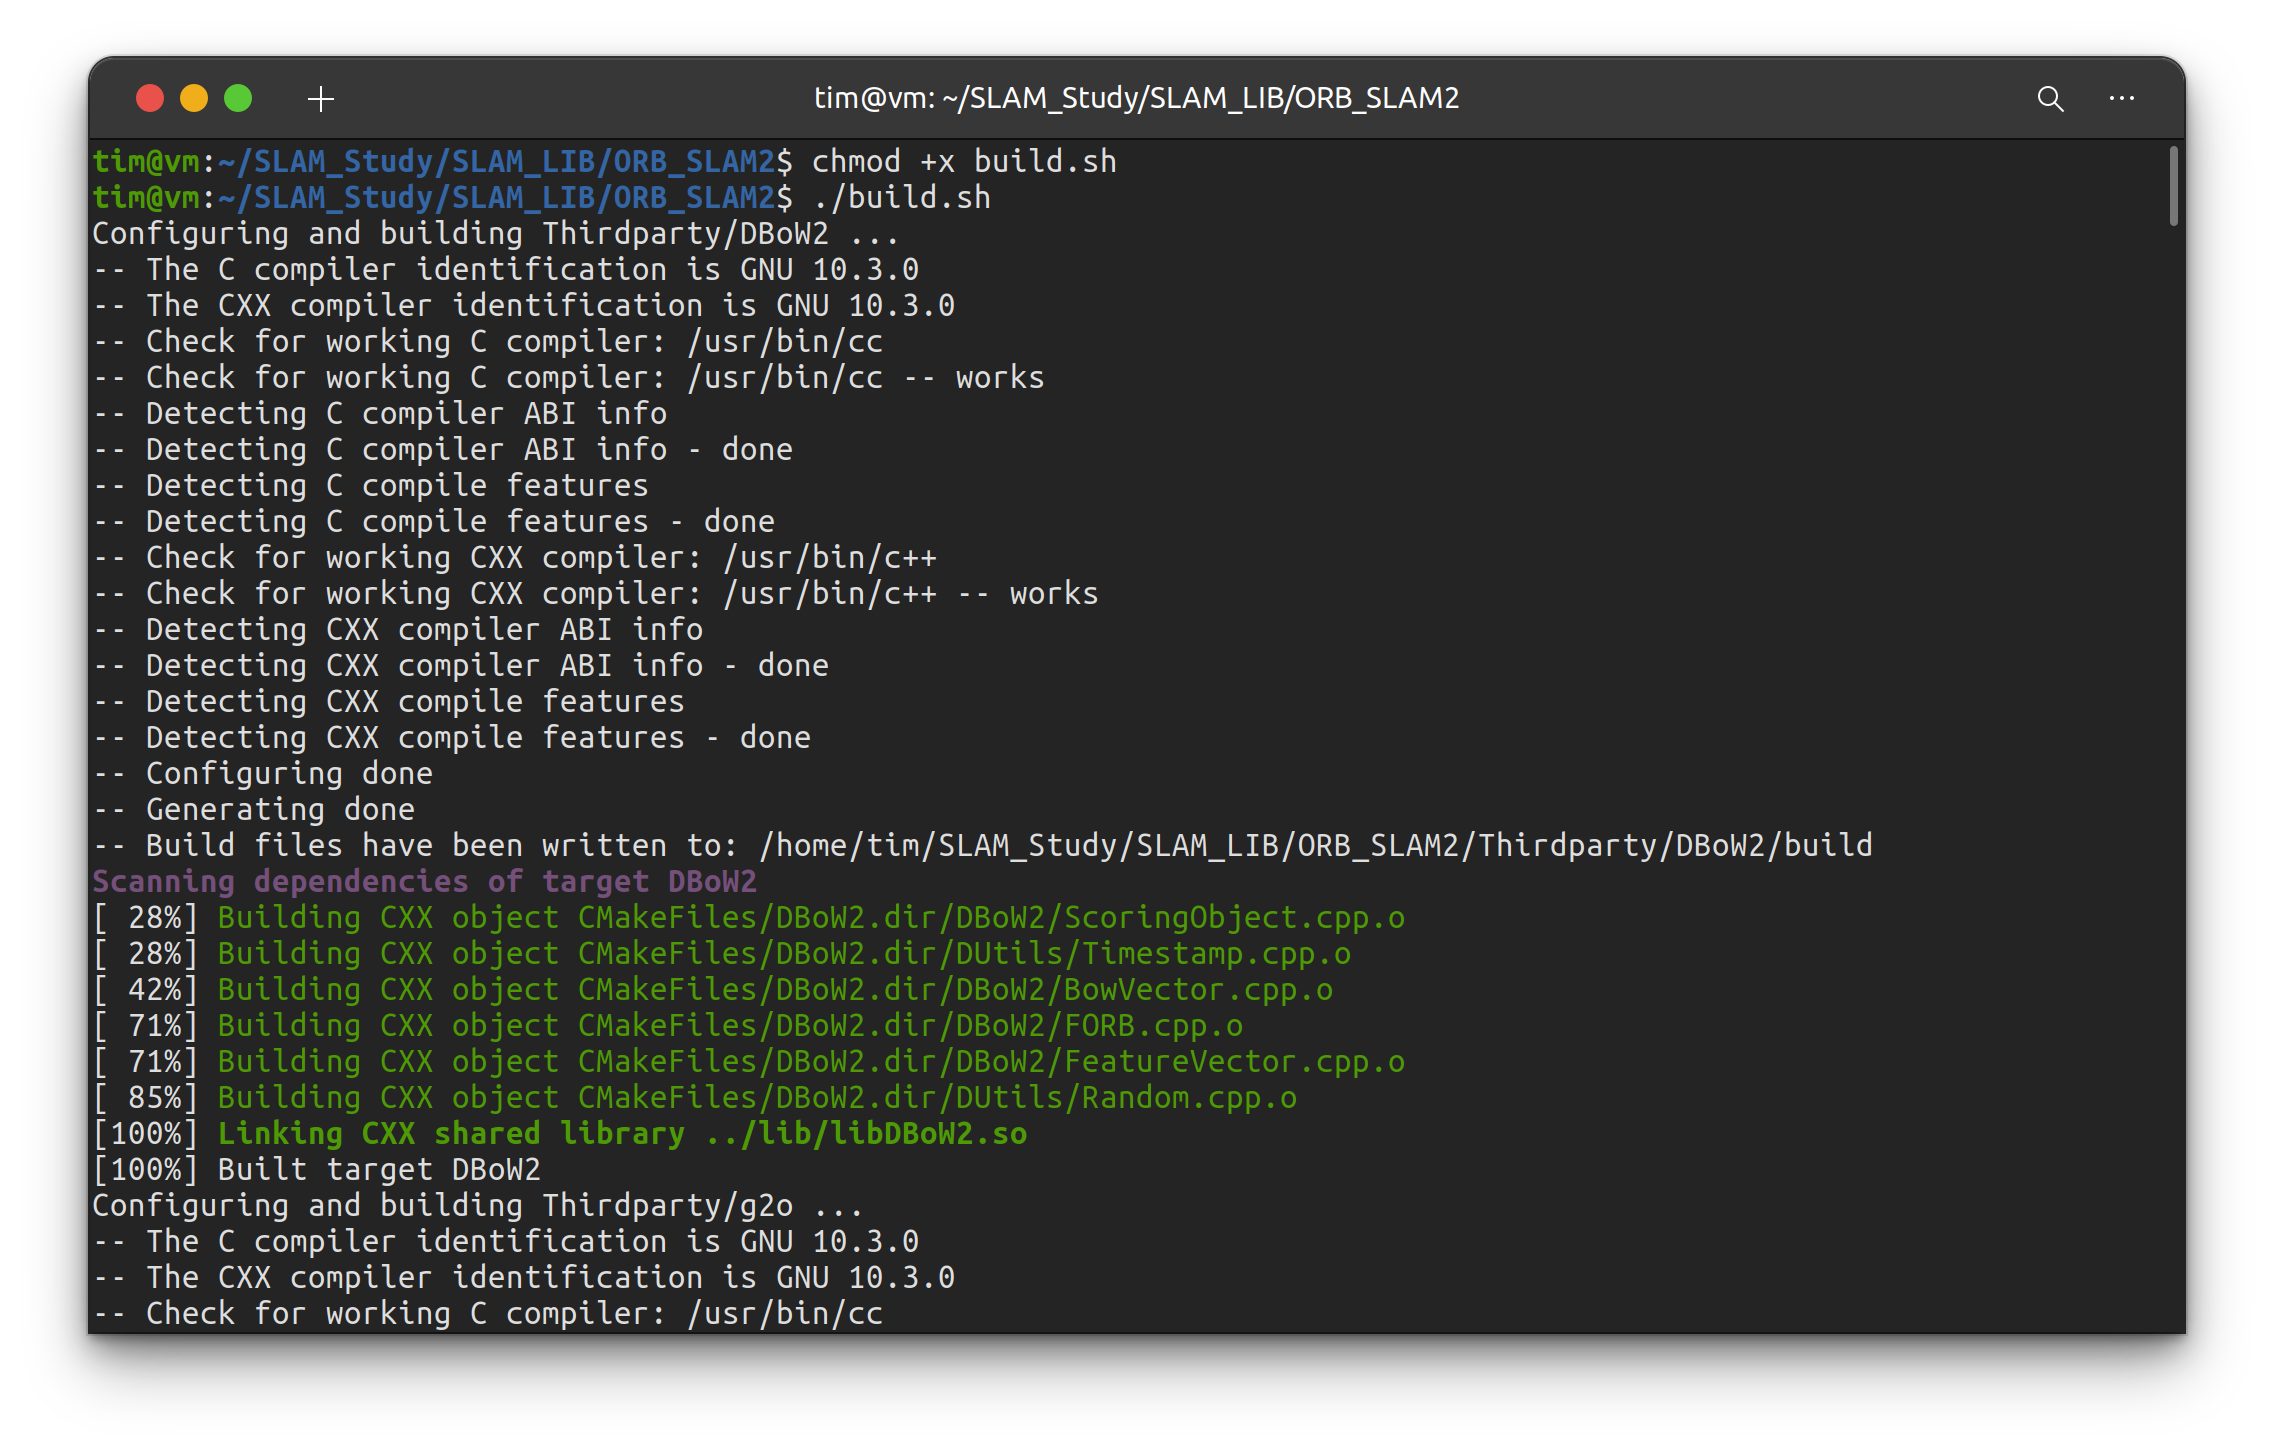 tim@vm: ~/SLAM_Study/SLAM_LIB/ORB_SLAM2
tim@vm:~/SLAM_Study/SLAM_LIB/ORB_SLAM2$ chmod +x build.sh
tim@vm:~/SLAM_Study/SLAM_LIB/ORB_SLAM2$ ./build.sh
Configuring and building Thirdparty/DBoW2 ...
-- The C compiler identification is GNU 10.3.0
-- The CXX compiler identification is GNU 10.3.0
-- Check for working C compiler: /usr/bin/cc
-- Check for working C compiler: /usr/bin/cc -- works
-- Detecting C compiler ABI info
-- Detecting C compiler ABI info - done
-- Detecting C compile features
-- Detecting C compile features - done
-- Check for working CXX compiler: /usr/bin/c++
-- Check for working CXX compiler: /usr/bin/c++ -- works
-- Detecting CXX compiler ABI info
-- Detecting CXX compiler ABI info - done
-- Detecting CXX compile features
-- Detecting CXX compile features - done
-- Configuring done
-- Generating done
-- Build files have been written to: /home/tim/SLAM_Study/SLAM_LIB/ORB_SLAM2/Thirdparty/DBoW2/build
Scanning dependencies of target DBoW2
[ 28%] Building CXX object CMakeFiles/DBoW2.dir/DBoW2/ScoringObject.cpp.o
[ 28%] Building CXX object CMakeFiles/DBoW2.dir/DUtils/Timestamp.cpp.o
[ 42%] Building CXX object CMakeFiles/DBoW2.dir/DBoW2/BowVector.cpp.o
[ 71%] Building CXX object CMakeFiles/DBoW2.dir/DBoW2/FORB.cpp.o
[ 71%] Building CXX object CMakeFiles/DBoW2.dir/DBoW2/FeatureVector.cpp.o
[ 85%] Building CXX object CMakeFiles/DBoW2.dir/DUtils/Random.cpp.o
[100%] Linking CXX shared library ../lib/libDBoW2.so
[100%] Built target DBoW2
Configuring and building Thirdparty/g2o ...
-- The C compiler identification is GNU 10.3.0
-- The CXX compiler identification is GNU 10.3.0
-- Check for working C compiler: /usr/bin/cc